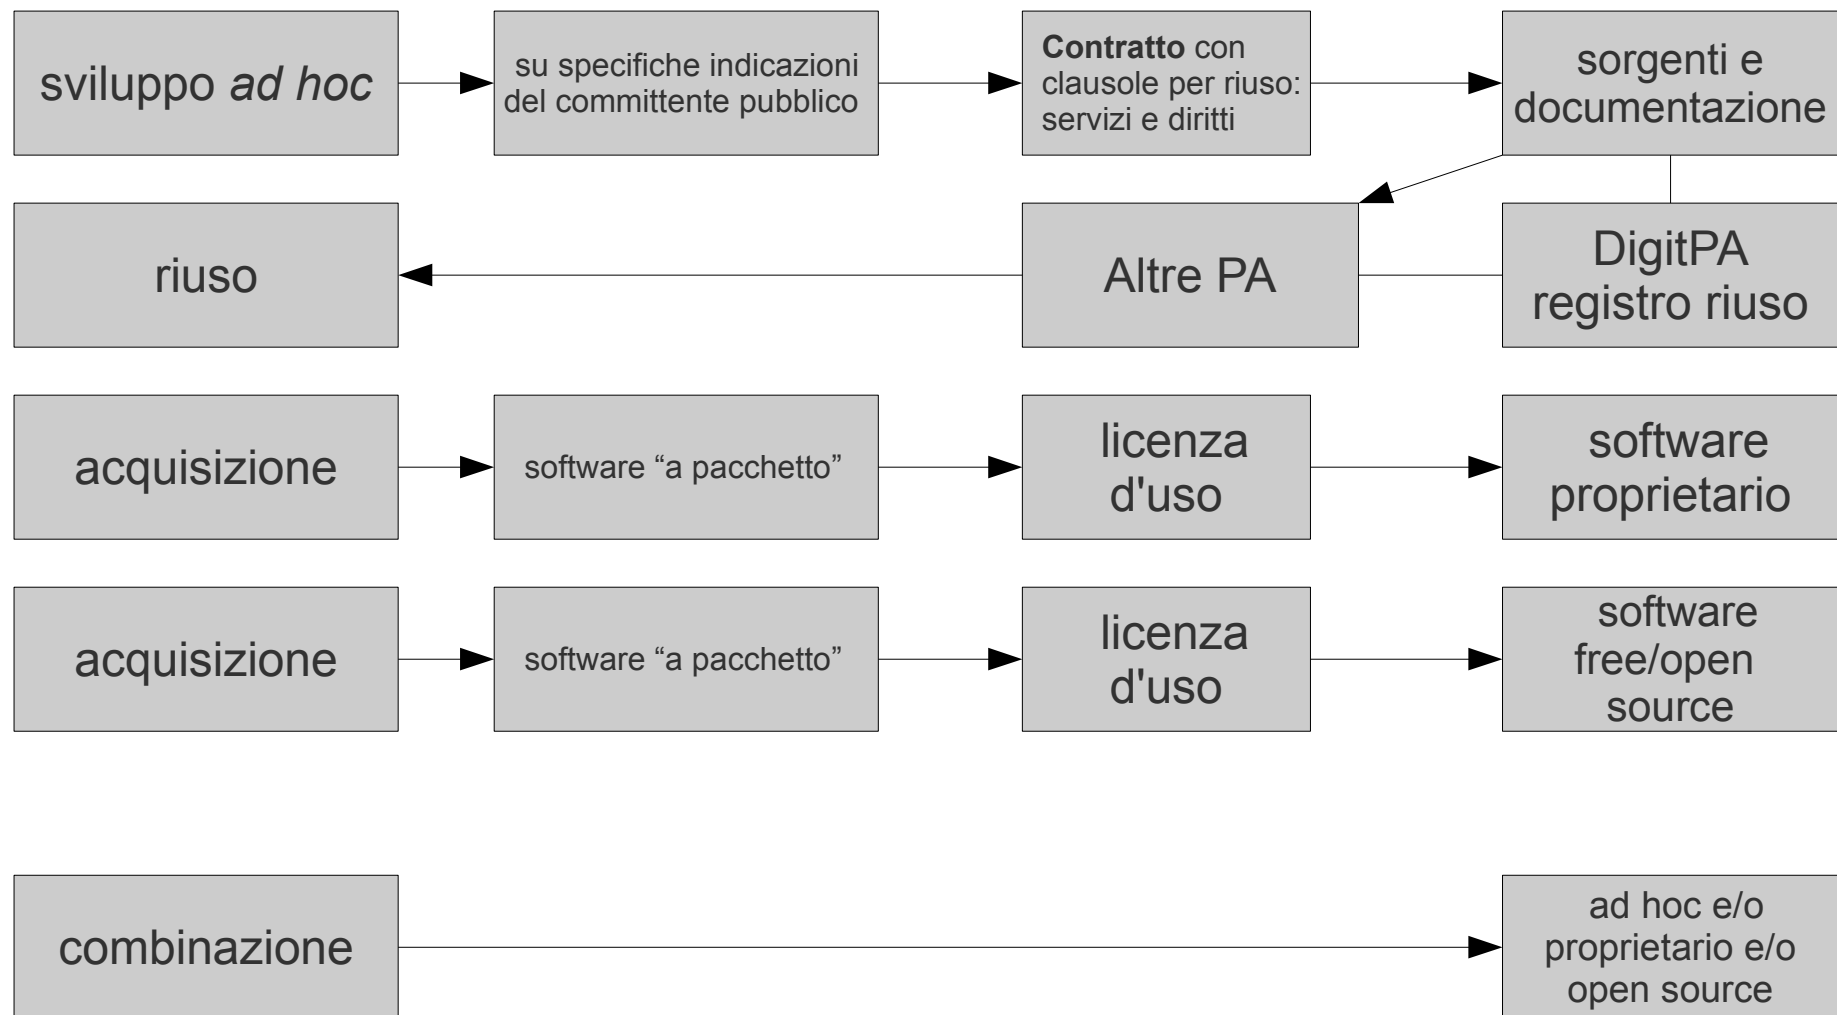 sviluppo ad hoc
su specifiche indicazioni
del committente pubblico
Contratto con
clausole per riuso:
servizi e diritti
sorgenti e
documentazione
riuso
Altre PA
DigitPA
registro riuso
acquisizione
software “a pacchetto”
licenza
d'uso
software
proprietario
acquisizione
software “a pacchetto”
licenza
d'uso
software
free/open
source
combinazione
ad hoc e/o
proprietario e/o
open source